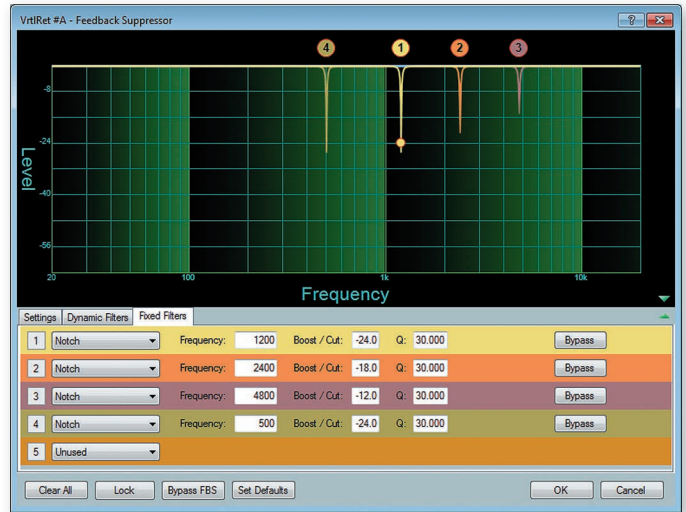 VrtlRet #A - Feedback Suppressor ?
4 1 2 3
-8
-24
-40
-56
Level
20 100 1k 10k
Frequency
Settings Dynamic Filters Fixed Filters
1 Notch Frequency: 1200 Boost / Cut: -24.0 Q: 30.000 Bypass
2 Notch Frequency: 2400 Boost / Cut: -18.0 Q: 30.000 Bypass
3 Notch Frequency: 4800 Boost / Cut: -12.0 Q: 30.000 Bypass
4 Notch Frequency: 500 Boost / Cut: -24.0 Q: 30.000 Bypass
5 Unused
Clear All Lock Bypass FBS Set Defaults OK Cancel